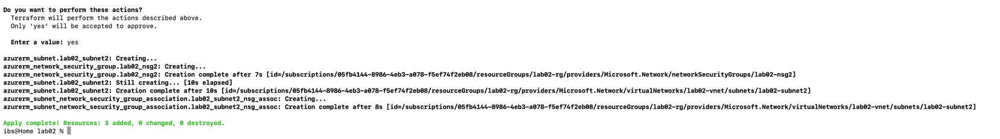 Do you want to perform these actions?
Terraform will perform the actions described above.
Only 'yes' will be accepted to approve.
Enter a value: yes
azurerm_subnet.lab02_subnet2: Creating...
azurerm_network_security_group.lab02_nsg2: Creating...
azurerm_network_security_group.lab02_nsg2: Creation complete after 7s [id=/subscriptions/05fb4144-8986-4eb3-a078-f5ef74f2eb08/resourceGroups/lab02-rg/providers/Microsoft.Network/networkSecurityGroups/lab02-nsg2]
azurerm_subnet.lab02_subnet2: Still creating... [10s elapsed]
azurerm_subnet.lab02_subnet2: Creation complete after 10s [id=/subscriptions/05fb4144-8986-4eb3-a078-f5ef74f2eb08/resourceGroups/lab02-rg/providers/Microsoft.Network/virtualNetworks/lab02-vnet/subnets/lab02-subnet2]
azurerm_subnet_network_security_group_association.lab02_subnet2_nsg_assoc: Creating...
azurerm_subnet_network_security_group_association.lab02_subnet2_nsg_assoc: Creation complete after 8s [id=/subscriptions/05fb4144-8986-4eb3-a078-f5ef74f2eb08/resourceGroups/lab02-rg/providers/Microsoft.Network/virtualNetworks/lab02-vnet/subnets/lab02-subnet2]
Apply complete! Resources: 3 added, 0 changed, 0 destroyed.
ibs@Home lab02 %